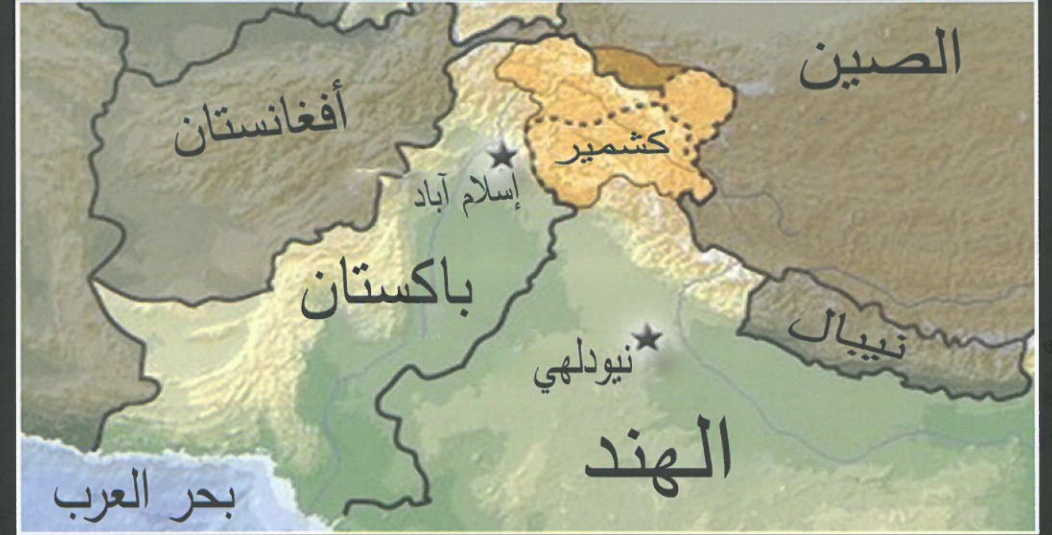 الصين
أفغانستان
كشمير
إسلام آباد
باكستان
نيبال
نيودلهي
الهند
بحر العرب